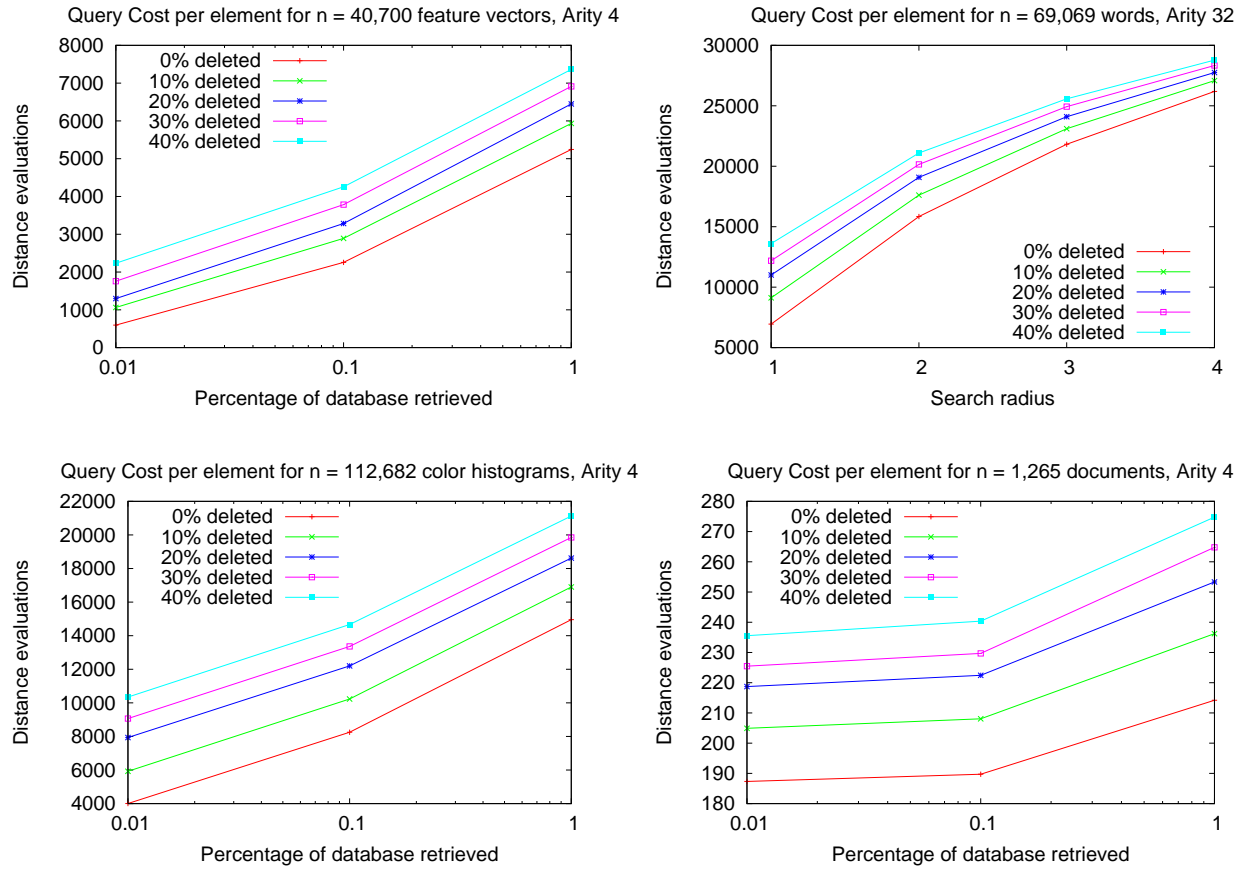 Query Cost per element for n = 40,700 feature vectors, Arity 4
Distance evaluations
8000
7000
6000
5000
4000
3000
2000
1000
0
0% deleted
10% deleted
20% deleted
30% deleted
40% deleted
0.01
0.1
1
Percentage of database retrieved
Query Cost per element for n = 69,069 words, Arity 32
Distance evaluations
30000
25000
20000
15000
10000
5000
0% deleted
10% deleted
20% deleted
30% deleted
40% deleted
1
2
3
4
Search radius
Query Cost per element for n = 112,682 color histograms, Arity 4
Distance evaluations
22000
20000
18000
16000
14000
12000
10000
8000
6000
4000
0% deleted
10% deleted
20% deleted
30% deleted
40% deleted
0.01
0.1
1
Percentage of database retrieved
Query Cost per element for n = 1,265 documents, Arity 4
Distance evaluations
280
270
260
250
240
230
220
210
200
190
180
0% deleted
10% deleted
20% deleted
30% deleted
40% deleted
0.01
0.1
1
Percentage of database retrieved